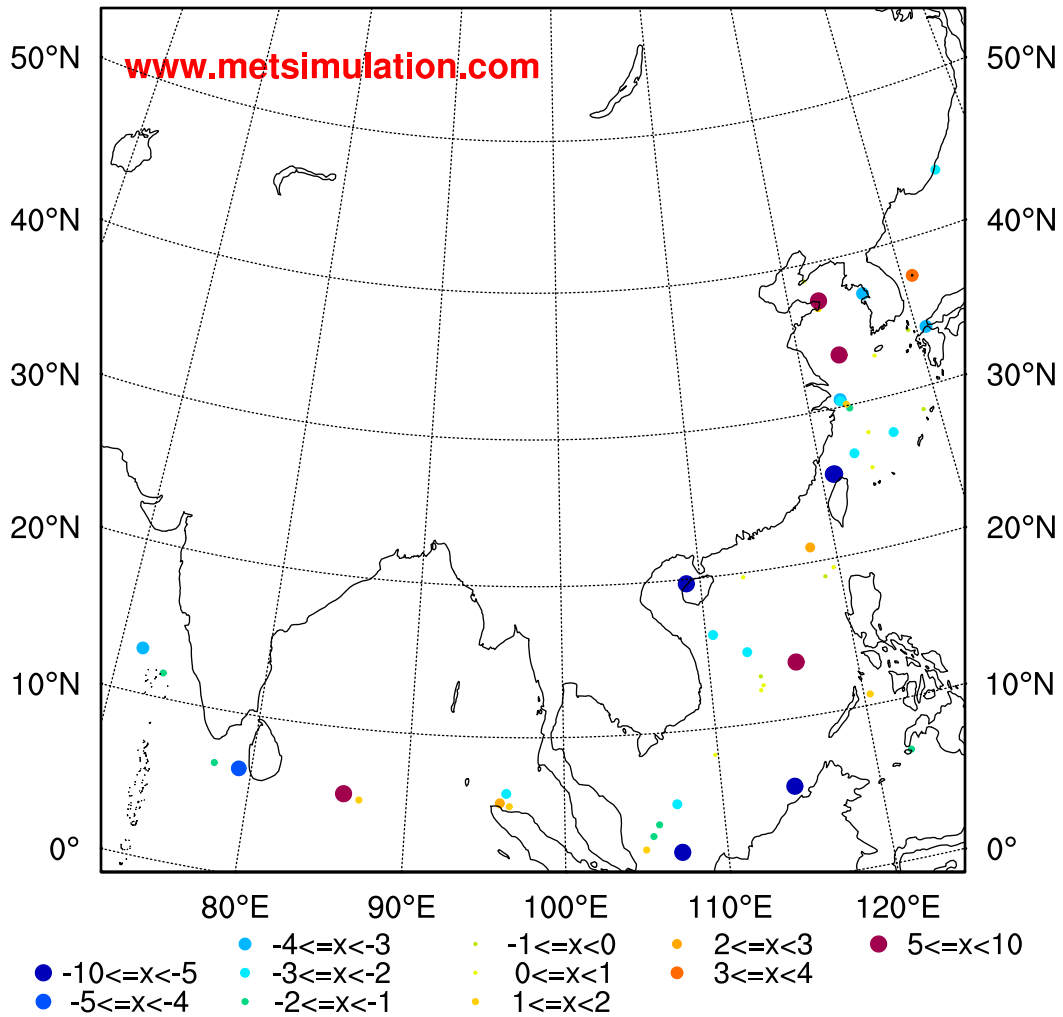 www.metsimulation.com
50°N 50°N
40°N 40°N
30°N 30°N
20°N 20°N
10°N 10°N
0° 0°
80°E 90°E 100°E 110°E 120°E
-4<=x<-3 -1<=x<0 2<=x<3 5<=x<10
-10<=x<-5 -3<=x<-2 0<=x<1 3<=x<4
-5<=x<-4 -2<=x<-1 1<=x<2